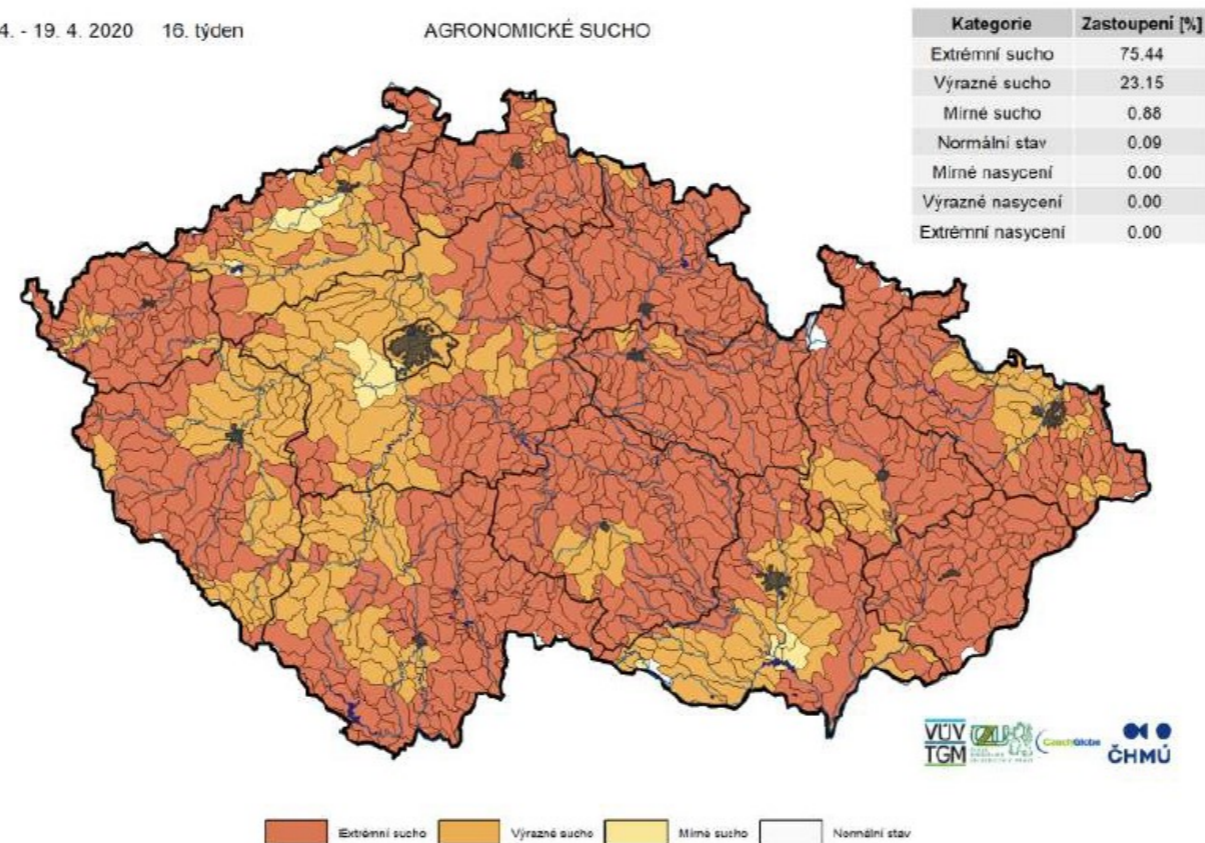 4. - 19. 4. 2020 16. týden
AGRONOMICKÉ SUCHO
Kategorie Zastoupení [%]
Extrémní sucho 75.44
Výrazné sucho 23.15
Mírné sucho 0.88
Normální stav 0.09
Mírné nasycení 0.00
Výrazné nasycení 0.00
Extrémní nasycení 0.00
VÚV
TGM
CzechGlobe
ČHMÚ
Extrémní sucho
Výrazné sucho
Mírné sucho
Normální stav